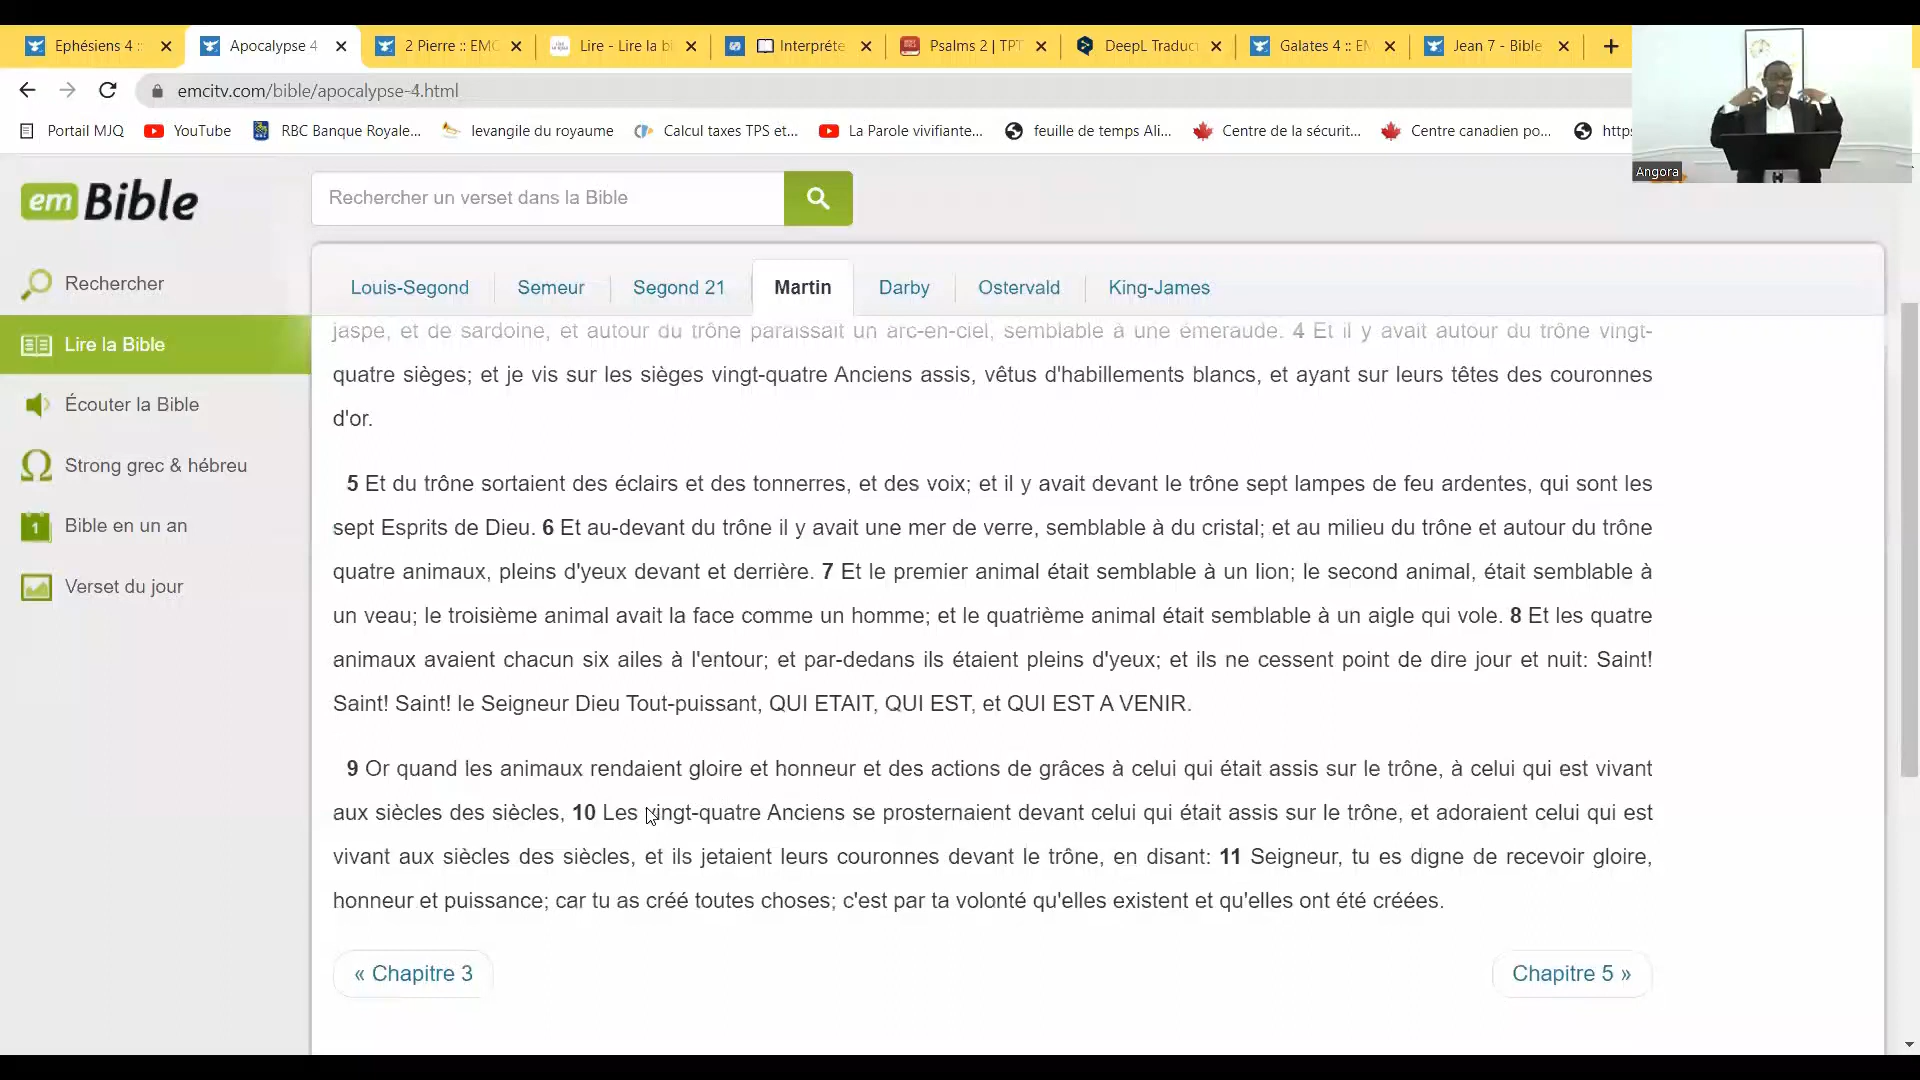 Ephésiens 4 ::
Apocalypse 4
2 Pierre :: EMC
Lire - Lire la bi
Interpréte
Psalms 2 | TPT
DeepL Traduc
Galates 4 :: EM
Jean 7 - Bible
emcitv.com/bible/apocalypse-4.html
Portail MJQ
YouTube
RBC Banque Royale...
levangile du royaume
Calcul taxes TPS et...
La Parole vivifiante...
feuille de temps Ali...
Centre de la sécurit...
Centre canadien po...
https
Angora
em Bible
Rechercher un verset dans la Bible
Rechercher
Lire la Bible
Écouter la Bible
Strong grec & hébreu
1
Bible en un an
Verset du jour
Louis-Segond
Semeur
Segond 21
Martin
Darby
Ostervald
King-James
jaspe, et de sardoine, et autour du trône paraissait un arc-en-ciel, semblable à une émeraude. 4 Et il y avait autour du trône vingt-
quatre sièges; et je vis sur les sièges vingt-quatre Anciens assis, vêtus d'habillements blancs, et ayant sur leurs têtes des couronnes
d'or.
5 Et du trône sortaient des éclairs et des tonnerres, et des voix; et il y avait devant le trône sept lampes de feu ardentes, qui sont les
sept Esprits de Dieu. 6 Et au-devant du trône il y avait une mer de verre, semblable à du cristal; et au milieu du trône et autour du trône
quatre animaux, pleins d'yeux devant et derrière. 7 Et le premier animal était semblable à un lion; le second animal, était semblable à
un veau; le troisième animal avait la face comme un homme; et le quatrième animal était semblable à un aigle qui vole. 8 Et les quatre
animaux avaient chacun six ailes à l'entour; et par-dedans ils étaient pleins d'yeux; et ils ne cessent point de dire jour et nuit: Saint!
Saint! Saint! le Seigneur Dieu Tout-puissant, QUI ETAIT, QUI EST, et QUI EST A VENIR.
9 Or quand les animaux rendaient gloire et honneur et des actions de grâces à celui qui était assis sur le trône, à celui qui est vivant
aux siècles des siècles, 10 Les vingt-quatre Anciens se prosternaient devant celui qui était assis sur le trône, et adoraient celui qui est
vivant aux siècles des siècles, et ils jetaient leurs couronnes devant le trône, en disant: 11 Seigneur, tu es digne de recevoir gloire,
honneur et puissance; car tu as créé toutes choses; c'est par ta volonté qu'elles existent et qu'elles ont été créées.
« Chapitre 3
Chapitre 5 »